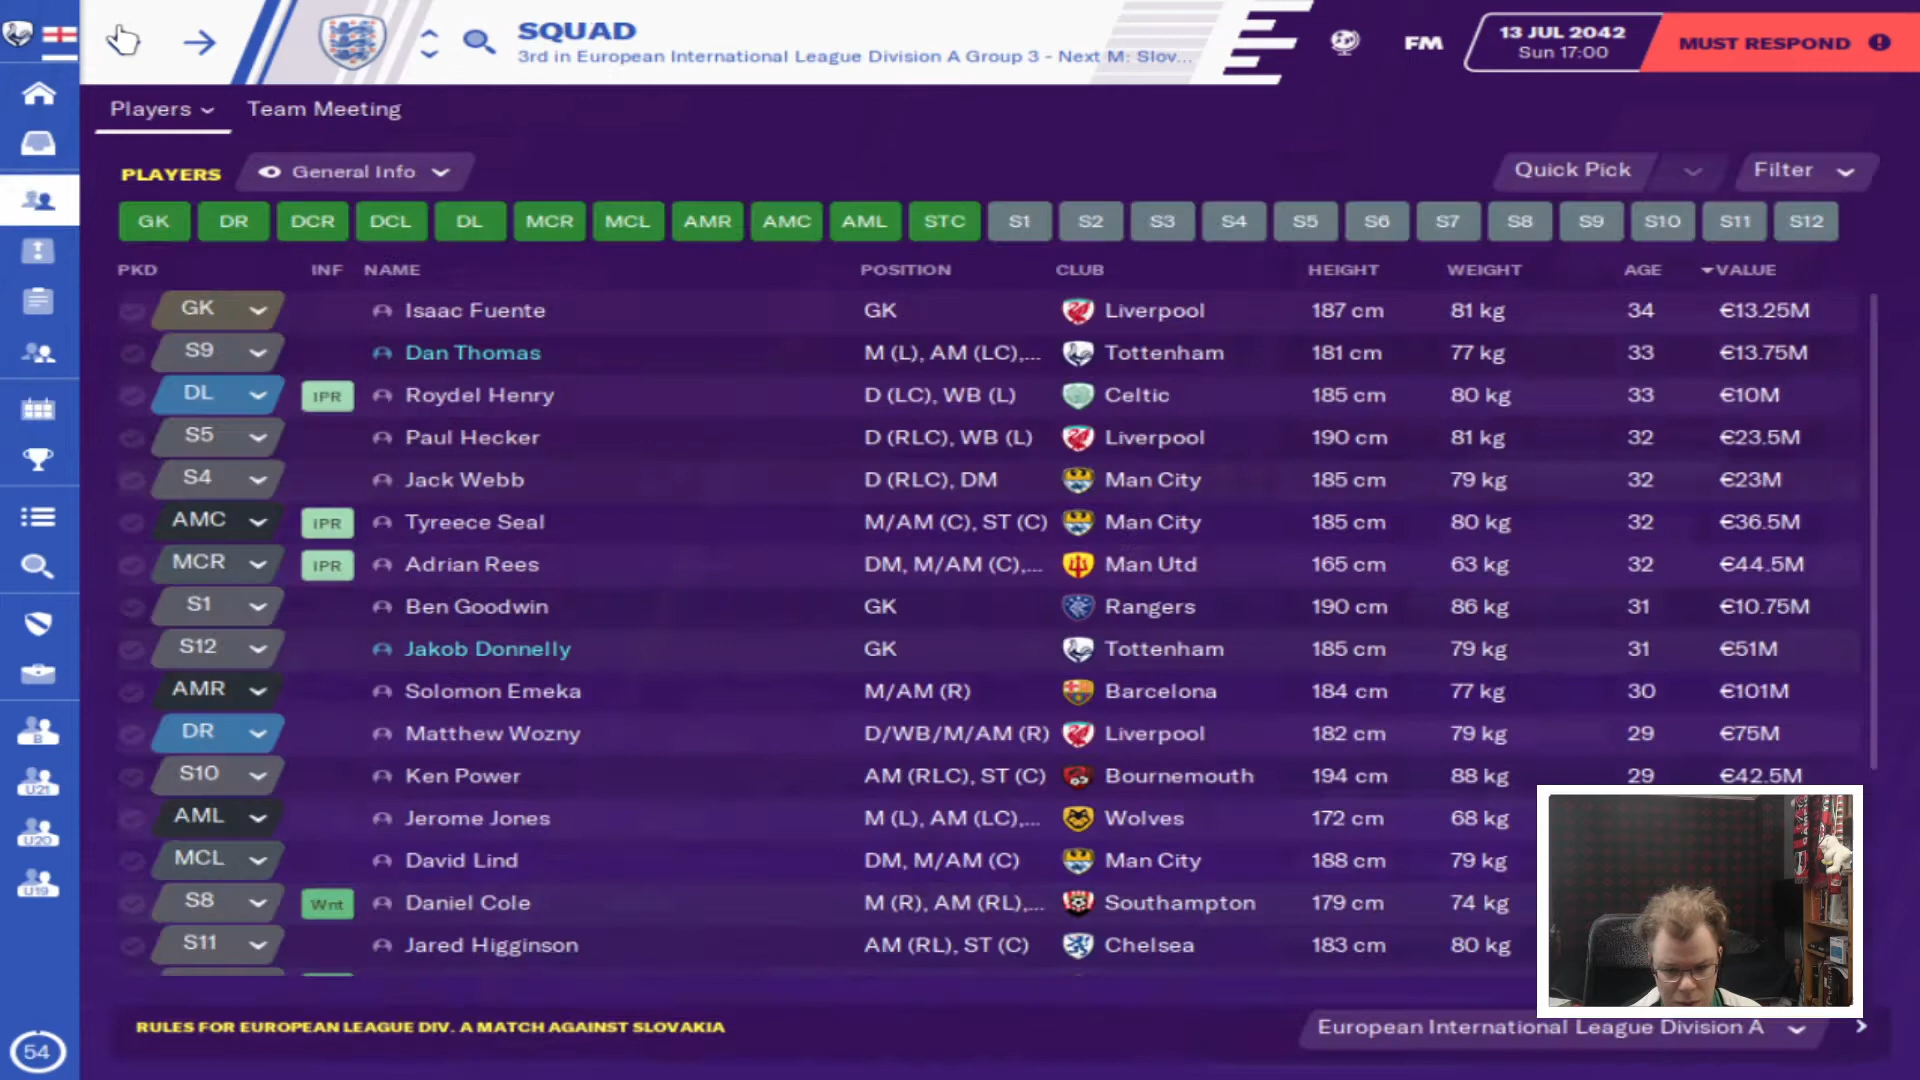 SQUAD
3rd in European International League Division A Group 3 - Next M: Slov...
FM
13 JUL 2042
Sun 17:00
MUST RESPOND
Players
Team Meeting
PLAYERS
General Info
Quick Pick
Filter
GK DR DCR DCL DL MCR MCL AMR AMC AML STC S1 S2 S3 S4 S5 S6 S7 S8 S9 S10 S11 S12
PKD INF NAME POSITION CLUB HEIGHT WEIGHT AGE VALUE
GK Isaac Fuente GK Liverpool 187 cm 81 kg 34 €13.25M
S9 Dan Thomas M (L), AM (LC),... Tottenham 181 cm 77 kg 33 €13.75M
DL IPR Roydel Henry D (LC), WB (L) Celtic 185 cm 80 kg 33 €10M
S5 Paul Hecker D (RLC), WB (L) Liverpool 190 cm 81 kg 32 €23.5M
S4 Jack Webb D (RLC), DM Man City 185 cm 79 kg 32 €23M
AMC IPR Tyreece Seal M/AM (C), ST (C) Man City 185 cm 80 kg 32 €36.5M
MCR IPR Adrian Rees DM, M/AM (C),... Man Utd 165 cm 63 kg 32 €44.5M
S1 Ben Goodwin GK Rangers 190 cm 86 kg 31 €10.75M
S12 Jakob Donnelly GK Tottenham 185 cm 79 kg 31 €51M
AMR Solomon Emeka M/AM (R) Barcelona 184 cm 77 kg 30 €101M
DR Matthew Wozny D/WB/M/AM (R) Liverpool 182 cm 79 kg 29 €75M
S10 Ken Power AM (RLC), ST (C) Bournemouth 194 cm 88 kg 29 €42.5M
AML Jerome Jones M (L), AM (LC),... Wolves 172 cm 68 kg
MCL David Lind DM, M/AM (C) Man City 188 cm 79 kg
S8 Wnt Daniel Cole M (R), AM (RL),... Southampton 179 cm 74 kg
S11 Jared Higginson AM (RL), ST (C) Chelsea 183 cm 80 kg
RULES FOR EUROPEAN LEAGUE DIV. A MATCH AGAINST SLOVAKIA
European International League Division A
B
U21
U20
U19
54